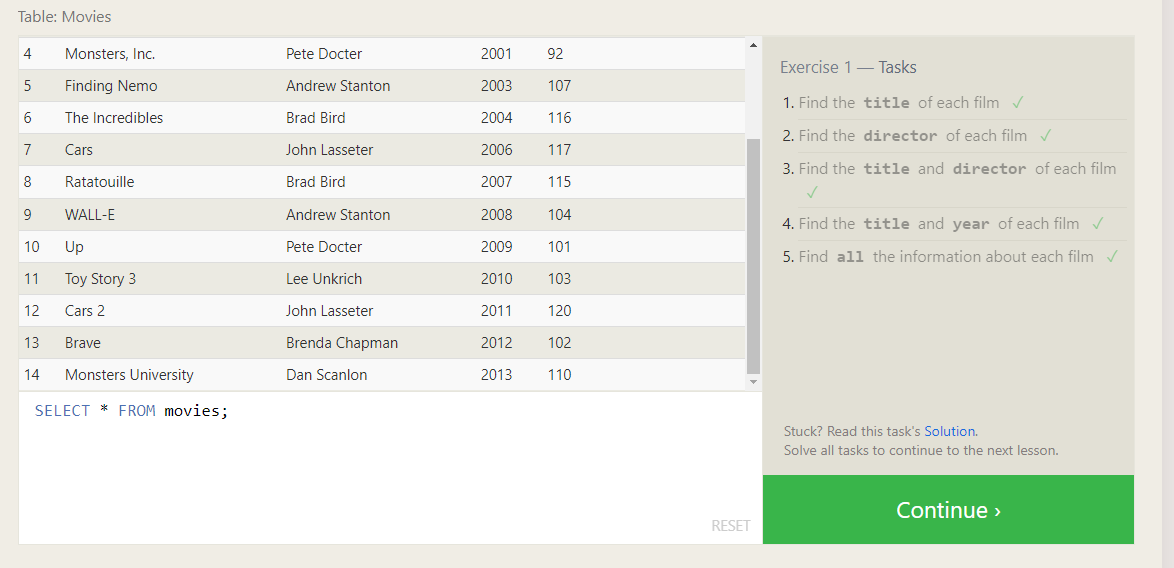 Table: Movies
4 Monsters, Inc. Pete Docter 2001 92
5 Finding Nemo Andrew Stanton 2003 107
6 The Incredibles Brad Bird 2004 116
7 Cars John Lasseter 2006 117
8 Ratatouille Brad Bird 2007 115
9 WALL-E Andrew Stanton 2008 104
10 Up Pete Docter 2009 101
11 Toy Story 3 Lee Unkrich 2010 103
12 Cars 2 John Lasseter 2011 120
13 Brave Brenda Chapman 2012 102
14 Monsters University Dan Scanlon 2013 110
SELECT * FROM movies;
RESET
Exercise 1 — Tasks
1. Find the title of each film ✓
2. Find the director of each film ✓
3. Find the title and director of each film
✓
4. Find the title and year of each film ✓
5. Find all the information about each film ✓
Stuck? Read this task's Solution.
Solve all tasks to continue to the next lesson.
Continue ›